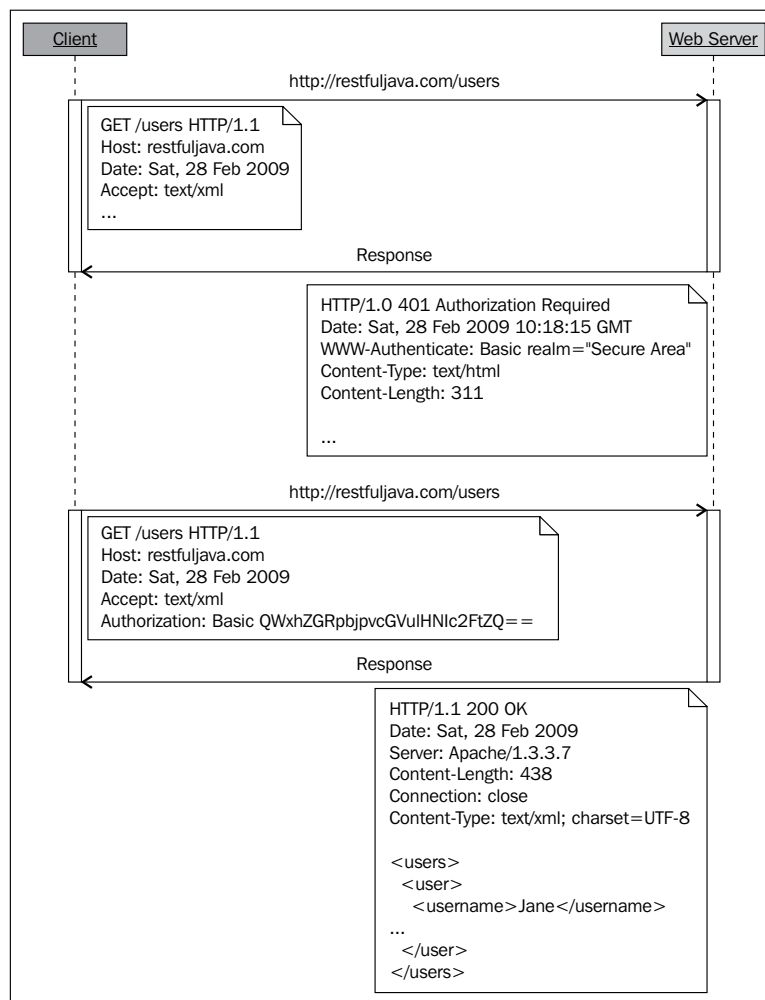 Client
Web Server
http://restfuljava.com/users
GET /users HTTP/1.1
Host: restfuljava.com
Date: Sat, 28 Feb 2009
Accept: text/xml
...
Response
HTTP/1.0 401 Authorization Required
Date: Sat, 28 Feb 2009 10:18:15 GMT
WWW-Authenticate: Basic realm="Secure Area"
Content-Type: text/html
Content-Length: 311
...
http://restfuljava.com/users
GET /users HTTP/1.1
Host: restfuljava.com
Date: Sat, 28 Feb 2009
Accept: text/xml
Authorization: Basic QWxhZGRpbjpvcGVuIHNlc2FtZQ==
Response
HTTP/1.1 200 OK
Date: Sat, 28 Feb 2009
Server: Apache/1.3.3.7
Content-Length: 438
Connection: close
Content-Type: text/xml; charset=UTF-8
<users>
<user>
<username>Jane</username>
...
</user>
</users>